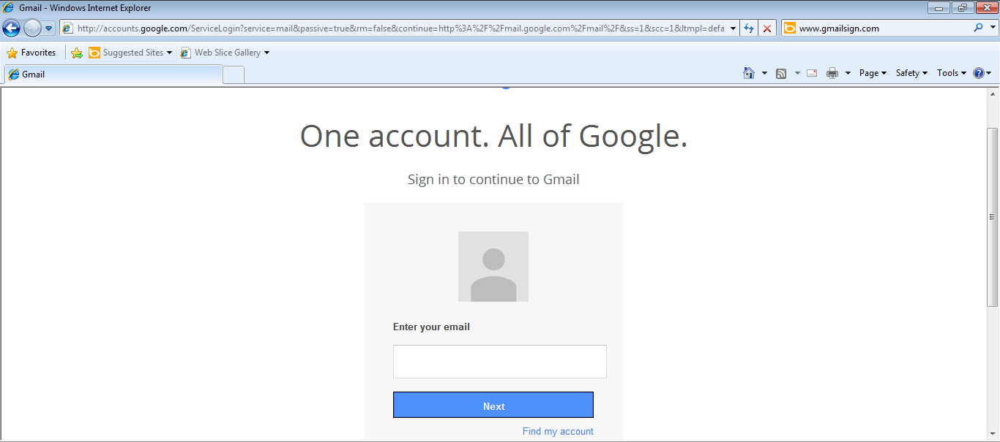 Gmail - Windows Internet Explorer
http://accounts.google.com/ServiceLogin?service=mail&passive=true&rm=false&continue=http%3A%2F%2Fmail.google.com%2Fmail%2F&ss=1&scc=1&ltmpl=defa
www.gmailsign.com
Favorites
Suggested Sites
Web Slice Gallery
Gmail
Page
Safety
Tools
One account. All of Google.
Sign in to continue to Gmail
Enter your email
Next
Find my account